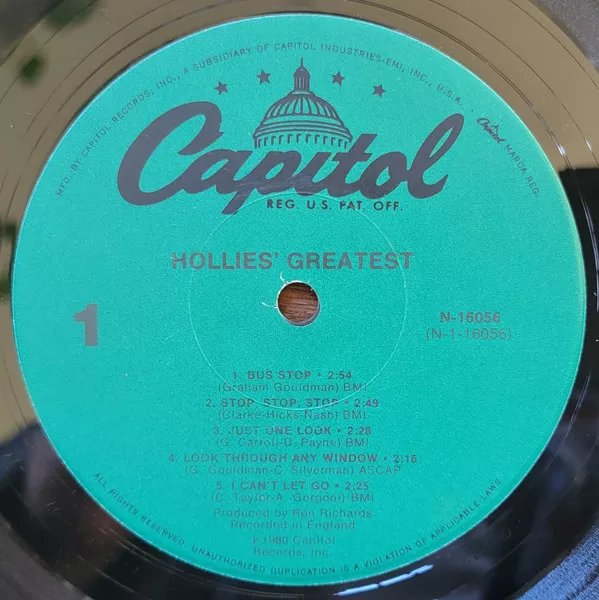 MFD. BY CAPITOL RECORDS, INC., A SUBSIDIARY OF CAPITOL INDUSTRIES-EMI, INC., U.S.A.
Capitol MARCA REG.
Capitol
REG. U.S. PAT. OFF.
HOLLIES' GREATEST
1
N-16056
(N-1-16056)
1. BUS STOP • 2:54
(Graham Gouldman) BMI
2. STOP, STOP, STOP • 2:49
(Clarke-Hicks-Nash) BMI
3. JUST ONE LOOK • 2:28
(G. Carroll-D. Payne) BMI
4. LOOK THROUGH ANY WINDOW • 2:16
(G. Gouldman-C. Silverman) ASCAP
5. I CAN'T LET GO • 2:25
(C. Taylor-A. Gorgoni) BMI
Produced by Ron Richards
Recorded in England
℗1980 Capitol
Records, Inc.
ALL RIGHTS RESERVED. UNAUTHORIZED DUPLICATION IS A VIOLATION OF APPLICABLE LAWS